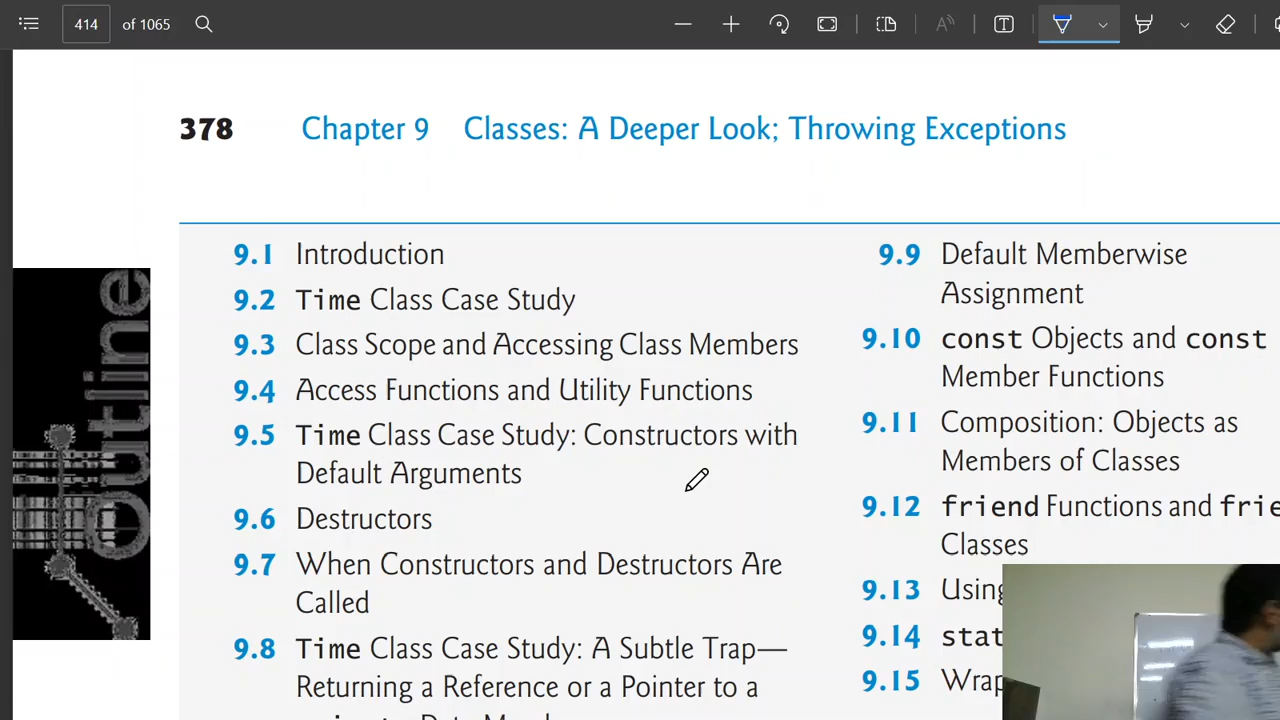 414 of 1065
378 Chapter 9 Classes: A Deeper Look; Throwing Exceptions
Outline
9.1 Introduction
9.2 Time Class Case Study
9.3 Class Scope and Accessing Class Members
9.4 Access Functions and Utility Functions
9.5 Time Class Case Study: Constructors with
Default Arguments
9.6 Destructors
9.7 When Constructors and Destructors Are
Called
9.8 Time Class Case Study: A Subtle Trap—
Returning a Reference or a Pointer to a
9.9 Default Memberwise
Assignment
9.10 const Objects and const
Member Functions
9.11 Composition: Objects as
Members of Classes
9.12 friend Functions and frie
Classes
9.13 Using
9.14 stat
9.15 Wrap